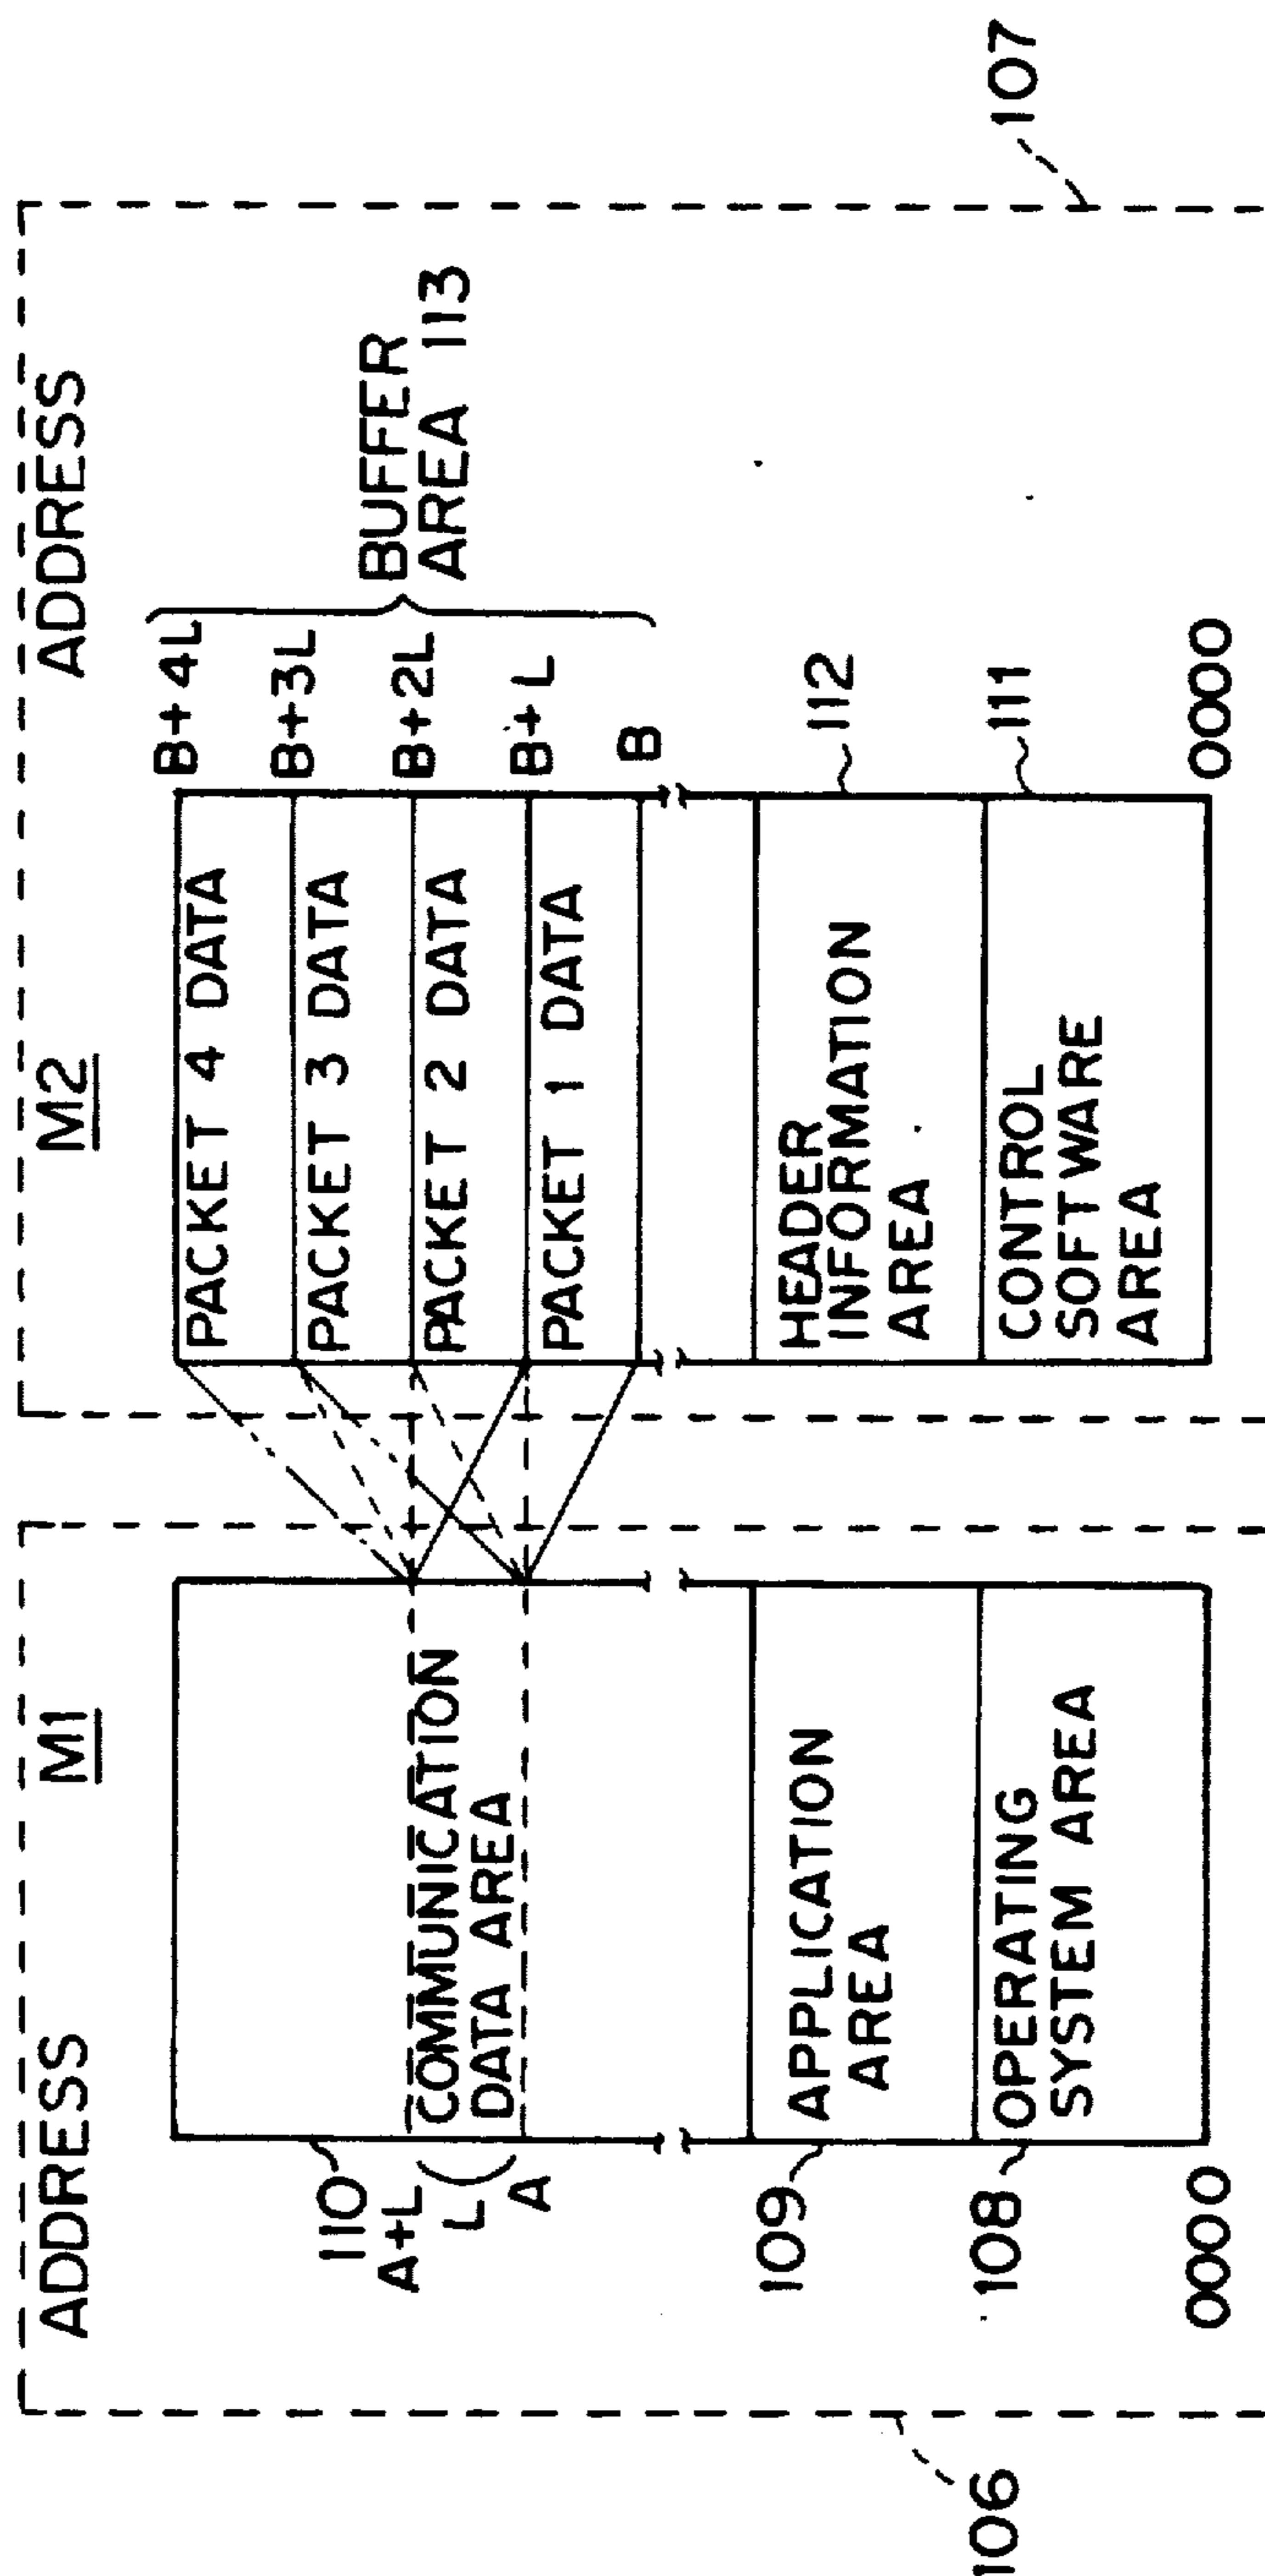 ADDRESS
M1
110
A+L
L
A
COMMUNICATION
DATA AREA
109
APPLICATION
AREA
108
OPERATING
SYSTEM AREA
0000
106
M2
ADDRESS
PACKET 4 DATA
PACKET 3 DATA
PACKET 2 DATA
PACKET 1 DATA
B+4L
B+3L
B+2L
B+L
B
BUFFER
AREA 113
HEADER
INFORMATION
AREA
112
CONTROL
SOFTWARE
AREA
111
0000
107